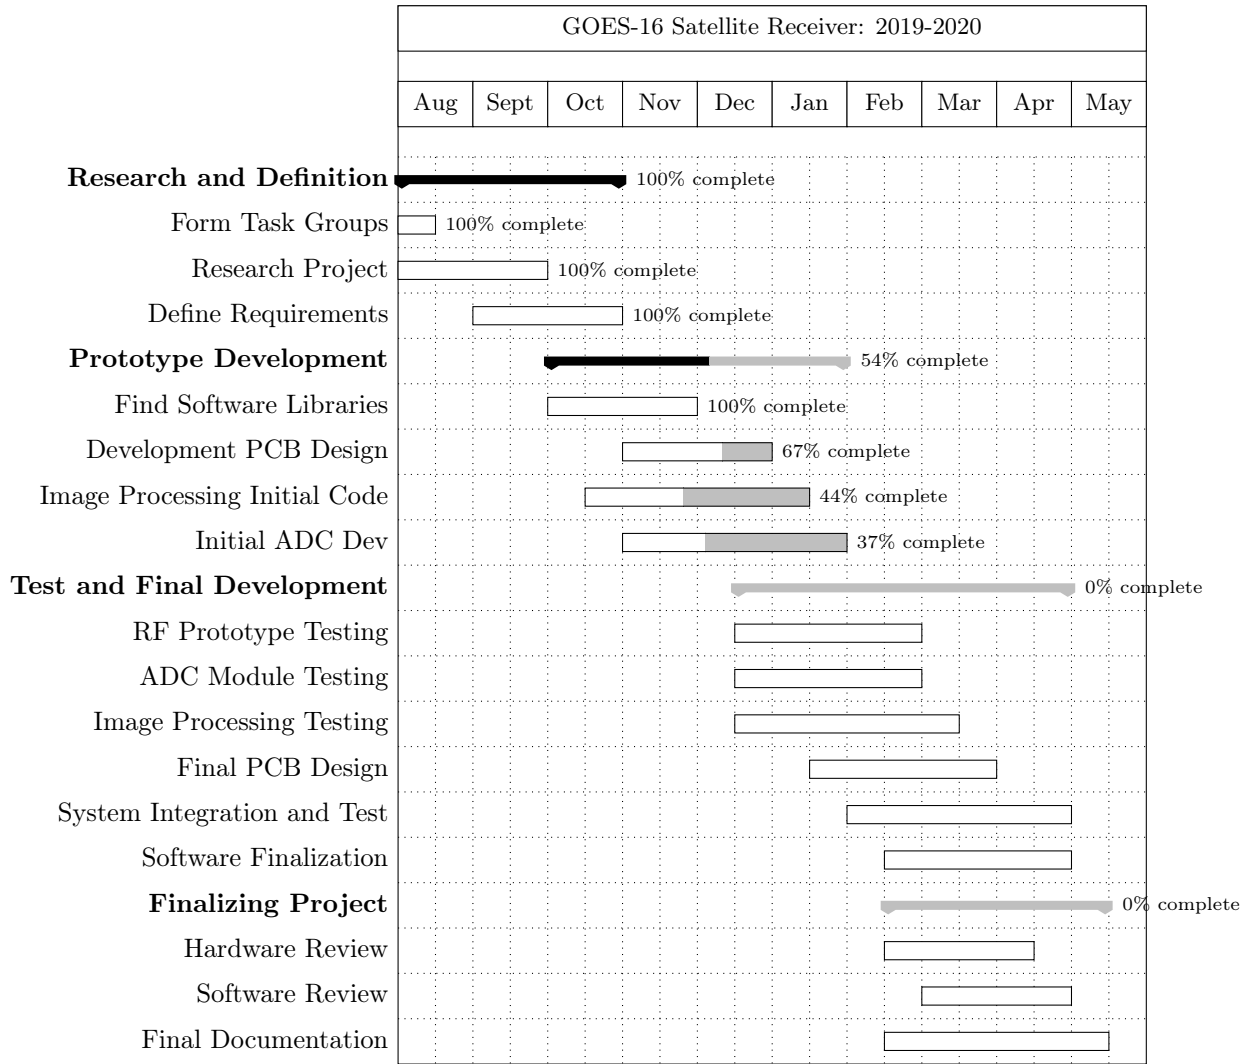 GOES-16 Satellite Receiver: 2019-2020
Aug Sept Oct Nov Dec Jan Feb Mar Apr May
Research and Definition 100% complete
Form Task Groups 100% complete
Research Project 100% complete
Define Requirements 100% complete
Prototype Development 54% complete
Find Software Libraries 100% complete
Development PCB Design 67% complete
Image Processing Initial Code 44% complete
Initial ADC Dev 37% complete
Test and Final Development 0% complete
RF Prototype Testing
ADC Module Testing
Image Processing Testing
Final PCB Design
System Integration and Test
Software Finalization
Finalizing Project 0% complete
Hardware Review
Software Review
Final Documentation